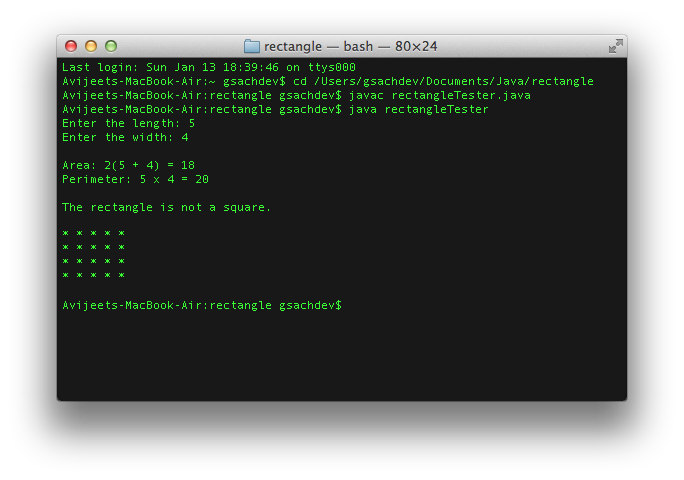 rectangle — bash — 80×24
Last login: Sun Jan 13 18:39:46 on ttys000
Avijeets-MacBook-Air:~ gsachdev$ cd /Users/gsachdev/Documents/Java/rectangle
Avijeets-MacBook-Air:rectangle gsachdev$ javac rectangleTester.java
Avijeets-MacBook-Air:rectangle gsachdev$ java rectangleTester
Enter the length: 5
Enter the width: 4
Area: 2(5 + 4) = 18
Perimeter: 5 x 4 = 20
The rectangle is not a square.
* * * * *
* * * * *
* * * * *
* * * * *
Avijeets-MacBook-Air:rectangle gsachdev$